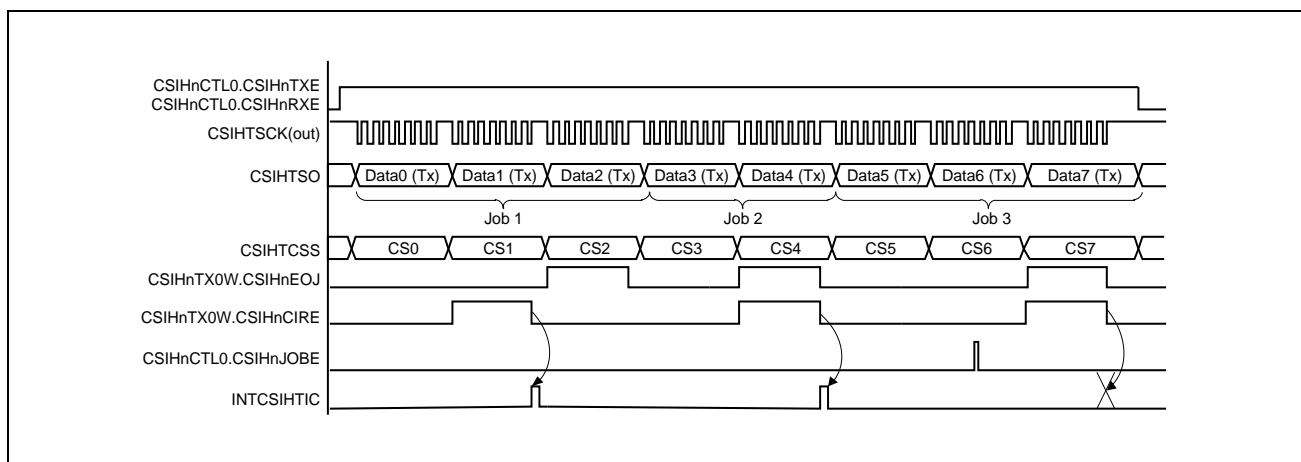 CSIHnCTL0.CSIHnTXE
CSIHnCTL0.CSIHnRXE
CSIHTSCK(out)
CSIHTSO
Data0 (Tx) Data1 (Tx) Data2 (Tx) Data3 (Tx) Data4 (Tx) Data5 (Tx) Data6 (Tx) Data7 (Tx)
Job 1 Job 2 Job 3
CSIHTCSS
CS0 CS1 CS2 CS3 CS4 CS5 CS6 CS7
CSIHnTX0W.CSIHnEOJ
CSIHnTX0W.CSIHnCIRE
CSIHnCTL0.CSIHnJOBE
INTCSIHTIC